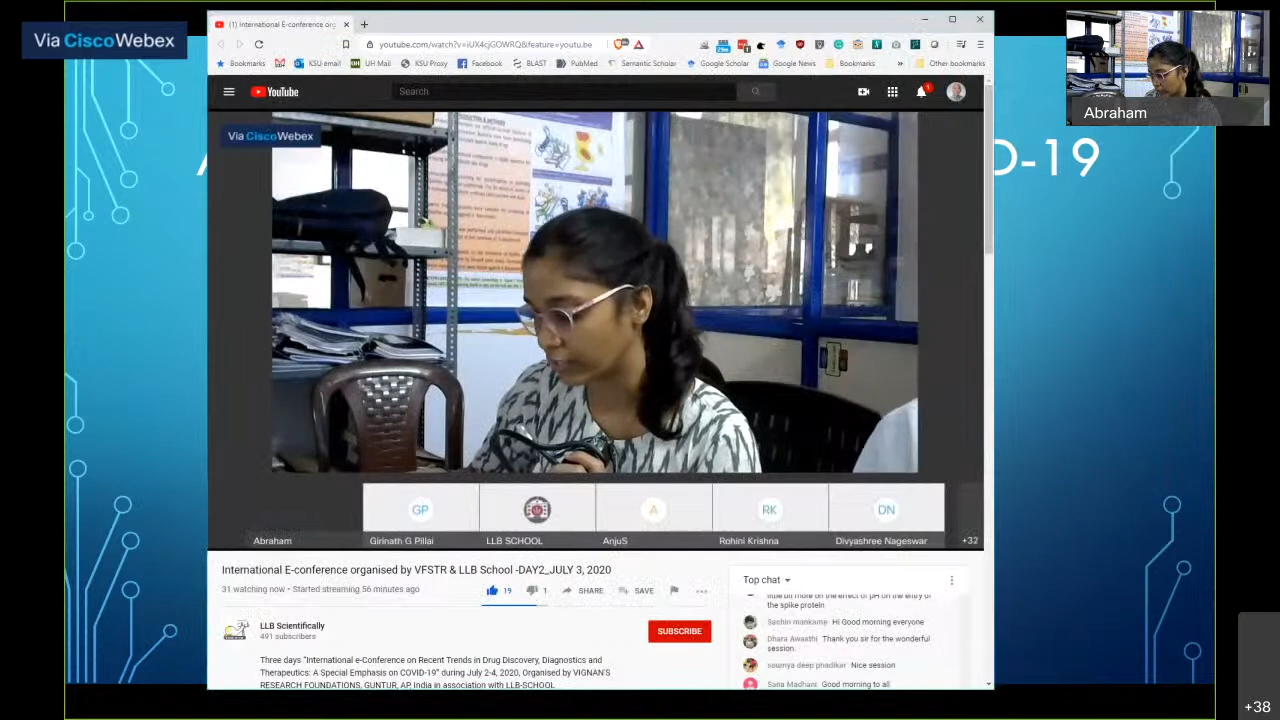 Via CiscoWebex
Abraham
D-19
(1) International E-conference org
youtube.com/watch?v=iUX4cjGOWRQ&feature=youtu.be
Bookmarks
KSU email
UH Mail
KSU Proxy
Facebook
BLAST
PubMed
Semantic Scholar
Google Scholar
Google News
Bookmarks
»
Other bookmarks
YouTube
Search
1
Via CiscoWebex
GP
A
RK
DN
Abraham
Girinath G Pillai
LLB SCHOOL
AnjuS
Rohini Krishna
Divyashree Nageswar
+32
International E-conference organised by VFSTR & LLB School -DAY2_JULY 3, 2020
31 watching now • Started streaming 56 minutes ago
19
1
SHARE
SAVE
LLB Scientifically
491 subscribers
SUBSCRIBE
Three days "International e-Conference on Recent Trends in Drug Discovery, Diagnostics and
Therapeutics: A Special Emphasis on COVID-19" during July 2-4, 2020, Organised by VIGNAN'S
RESEARCH FOUNDATIONS, GUNTUR, AP, India in association with LLB-SCHOOL
Top chat
little bit more on the effect of pH on the entry of
the spike protein
Sachin mankame Hi Good morning everyone
Dhara Awasthi Thank you sir for the wonderful
session.
soumya deep phadikar Nice session
Sana Madhani Good morning to all
+38